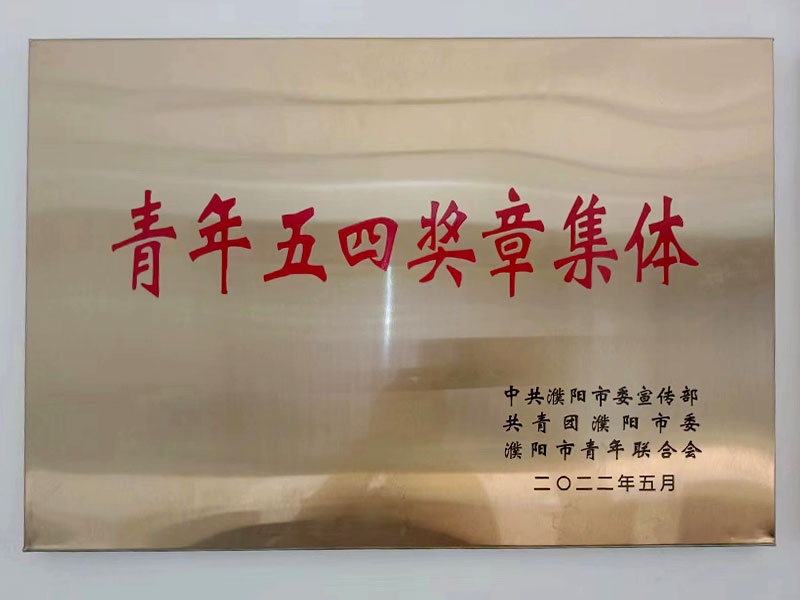 青年五四奖章集体
中共濮阳市委宣传部
共青团濮阳市委
濮阳市青年联合会
二〇二二年五月